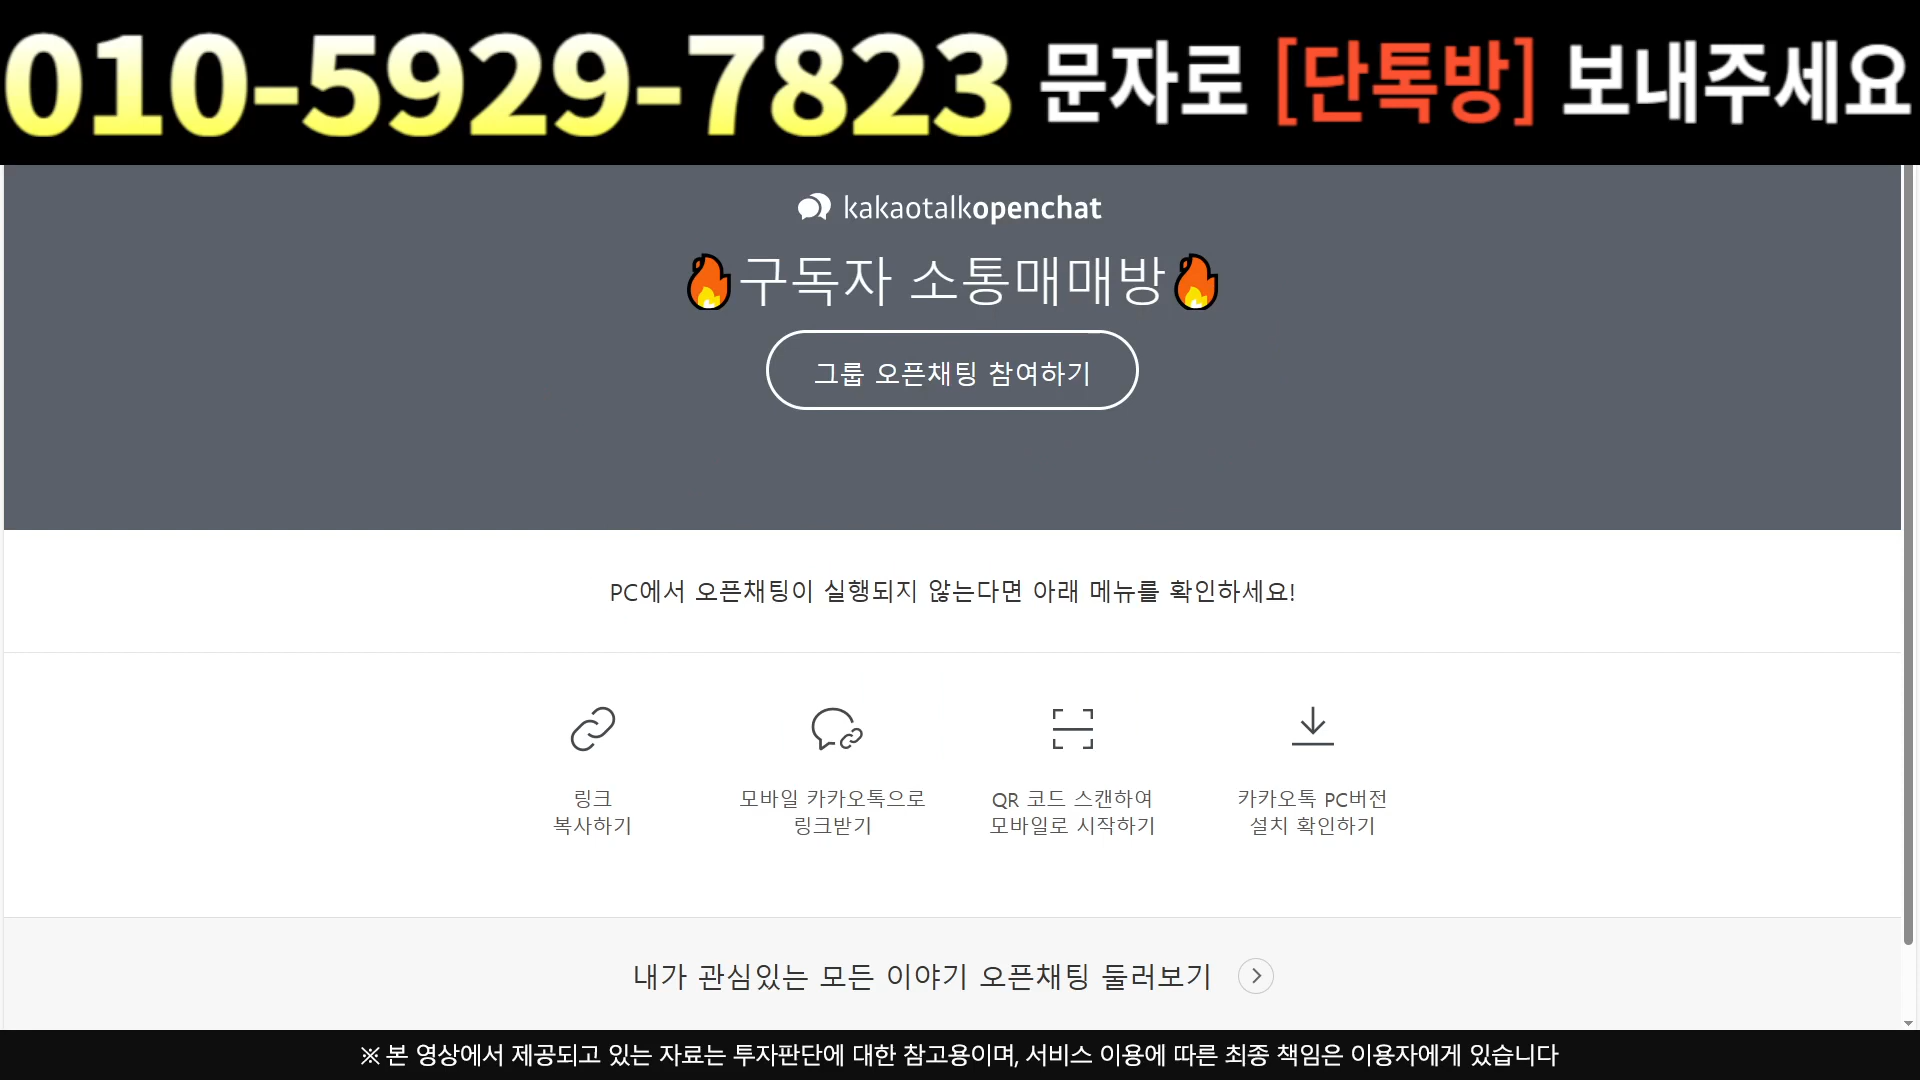 010-5929-7823 문자로 [단톡방] 보내주세요
kakaotalkopenchat
🔥구독자 소통매매방🔥
그룹 오픈채팅 참여하기
PC에서 오픈채팅이 실행되지 않는다면 아래 메뉴를 확인하세요!
링크
복사하기
모바일 카카오톡으로
링크받기
QR 코드 스캔하여
모바일로 시작하기
카카오톡 PC버전
설치 확인하기
내가 관심있는 모든 이야기 오픈채팅 둘러보기
※ 본 영상에서 제공되고 있는 자료는 투자판단에 대한 참고용이며, 서비스 이용에 따른 최종 책임은 이용자에게 있습니다